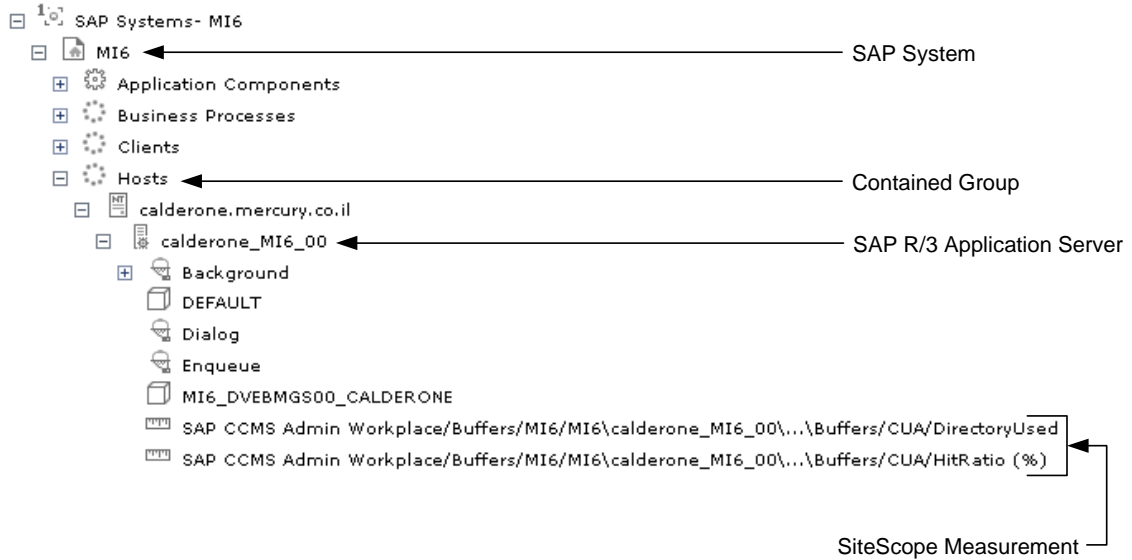 SAP Systems- MI6
MI6
SAP System
Application Components
Business Processes
Clients
Hosts
Contained Group
calderone.mercury.co.il
calderone_MI6_00
SAP R/3 Application Server
Background
DEFAULT
Dialog
Enqueue
MI6_DVEBMGS00_CALDERONE
SAP CCMS Admin Workplace/Buffers/MI6/MI6\calderone_MI6_00\...\Buffers/CUA/DirectoryUsed
SAP CCMS Admin Workplace/Buffers/MI6/MI6\calderone_MI6_00\...\Buffers/CUA/HitRatio (%)
SiteScope Measurement